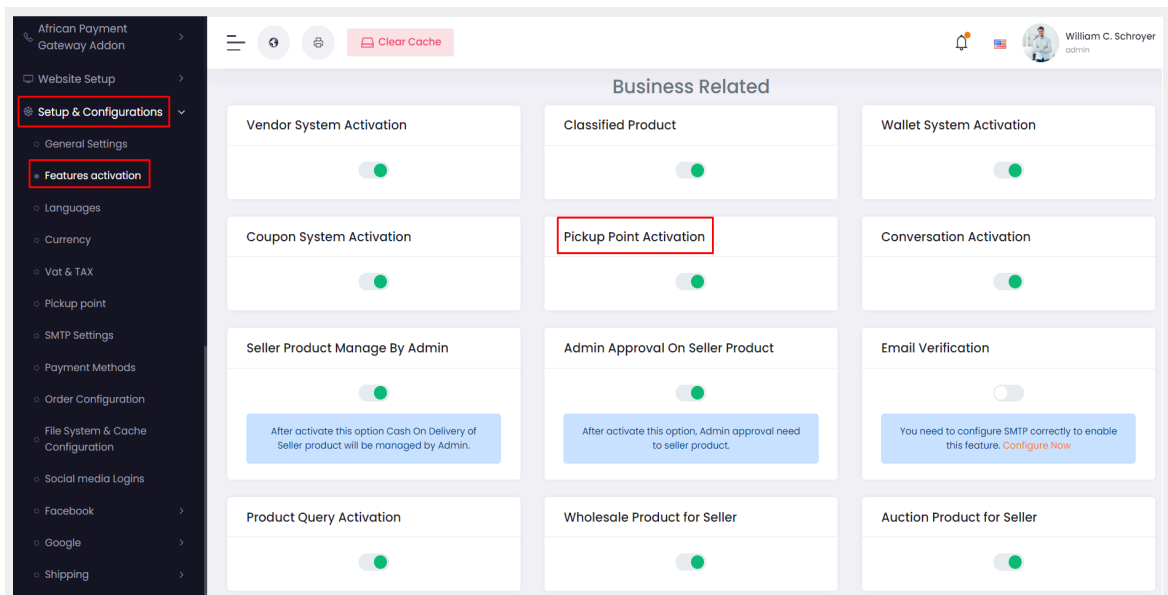 African Payment
Gateway Addon
Website Setup
Setup & Configurations
General Settings
Features activation
Languages
Currency
Vat & TAX
Pickup point
SMTP Settings
Payment Methods
Order Configuration
File System & Cache
Configuration
Social media Logins
Facebook
Google
Shipping
Clear Cache
William C. Schroyer
admin
Business Related
Vendor System Activation
Classified Product
Wallet System Activation
Coupon System Activation
Pickup Point Activation
Conversation Activation
Seller Product Manage By Admin
After activate this option Cash On Delivery of
Seller product will be managed by Admin.
Admin Approval On Seller Product
After activate this option, Admin approval need
to seller product.
Email Verification
You need to configure SMTP correctly to enable
this feature. Configure Now
Product Query Activation
Wholesale Product for Seller
Auction Product for Seller